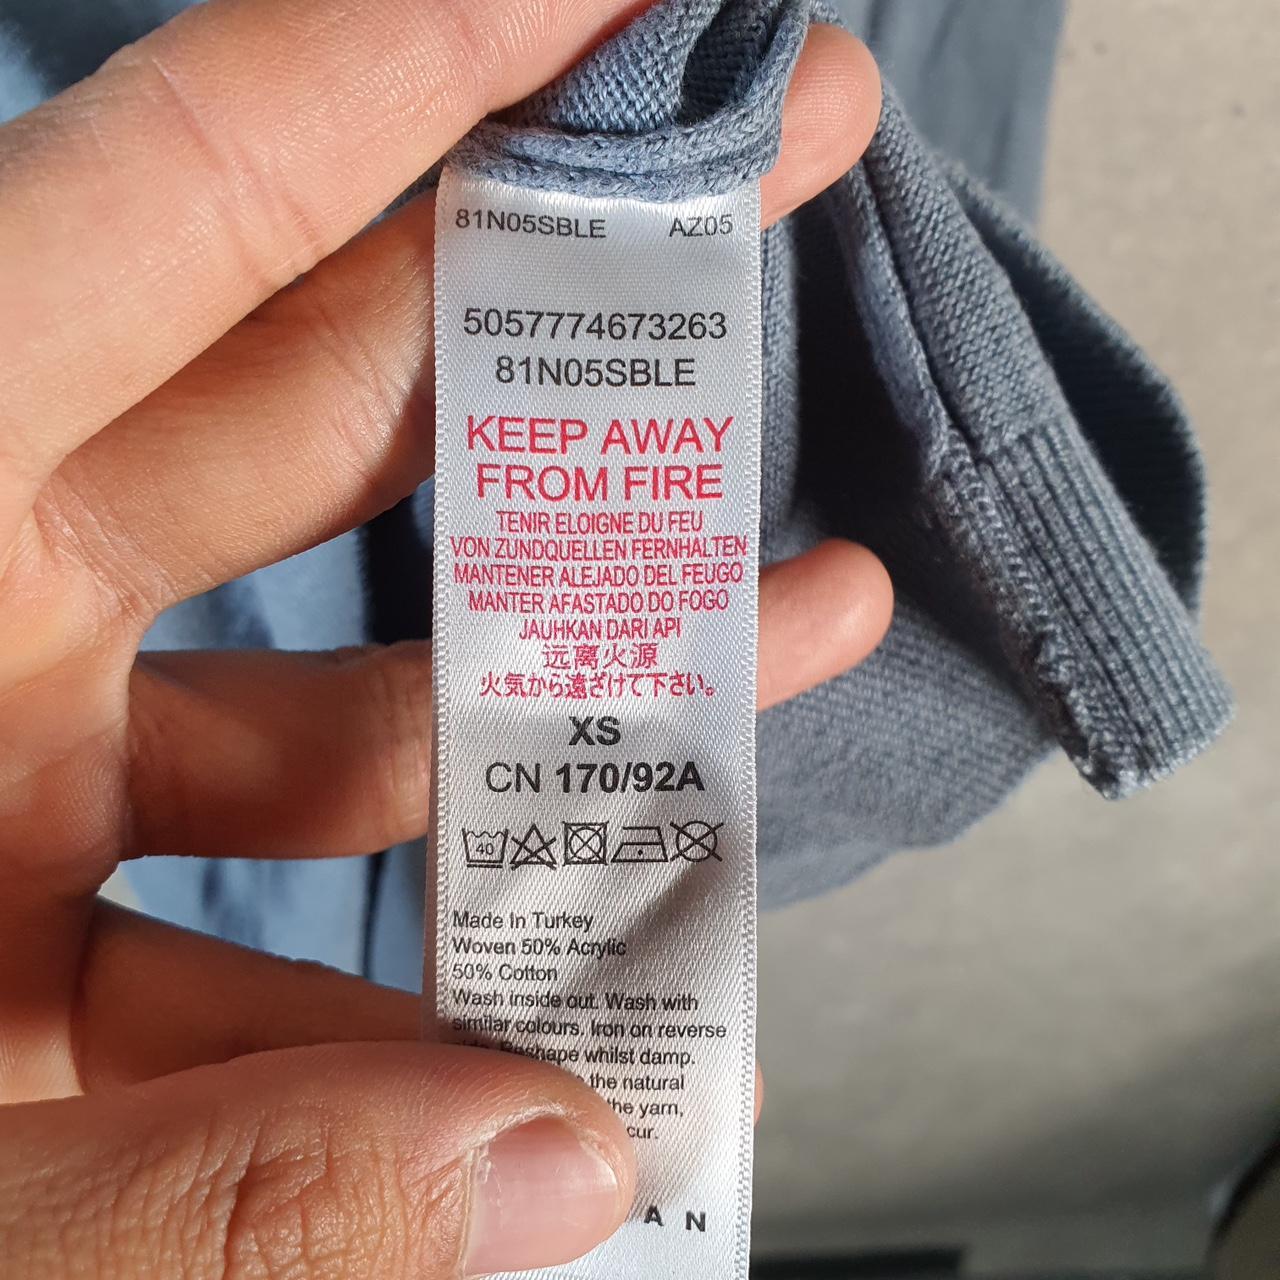 81N05SBLE AZ05
5057774673263
81N05SBLE
KEEP AWAY
FROM FIRE
TENIR ELOIGNE DU FEU
VON ZUNDQUELLEN FERNHALTEN
MANTENER ALEJADO DEL FEUGO
MANTER AFASTADO DO FOGO
JAUHKAN DARI API
远离火源
火気から遠ざけて下さい。
XS
CN 170/92A
40
Made In Turkey
Woven 50% Acrylic
50% Cotton
Wash inside out. Wash with
similar colours. Iron on reverse
whilst damp.
the natural
the yarn,